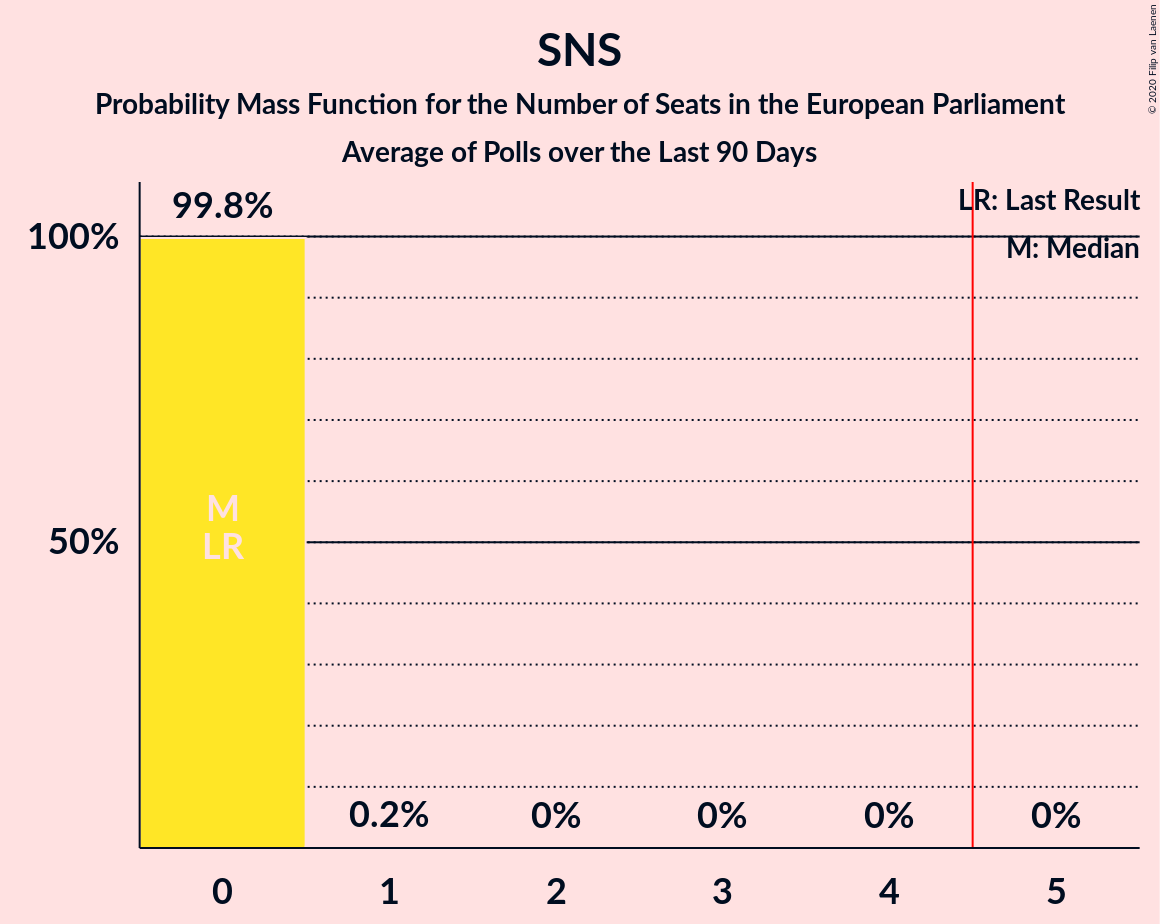 SNS
Probability Mass Function for the Number of Seats in the European Parliament
Average of Polls over the Last 90 Days
© 2020 Filip van Laenen
LR: Last Result
M: Median
99.8%
100%
50%
M
LR
0.2%
0%
0%
0%
0%
0
1
2
3
4
5